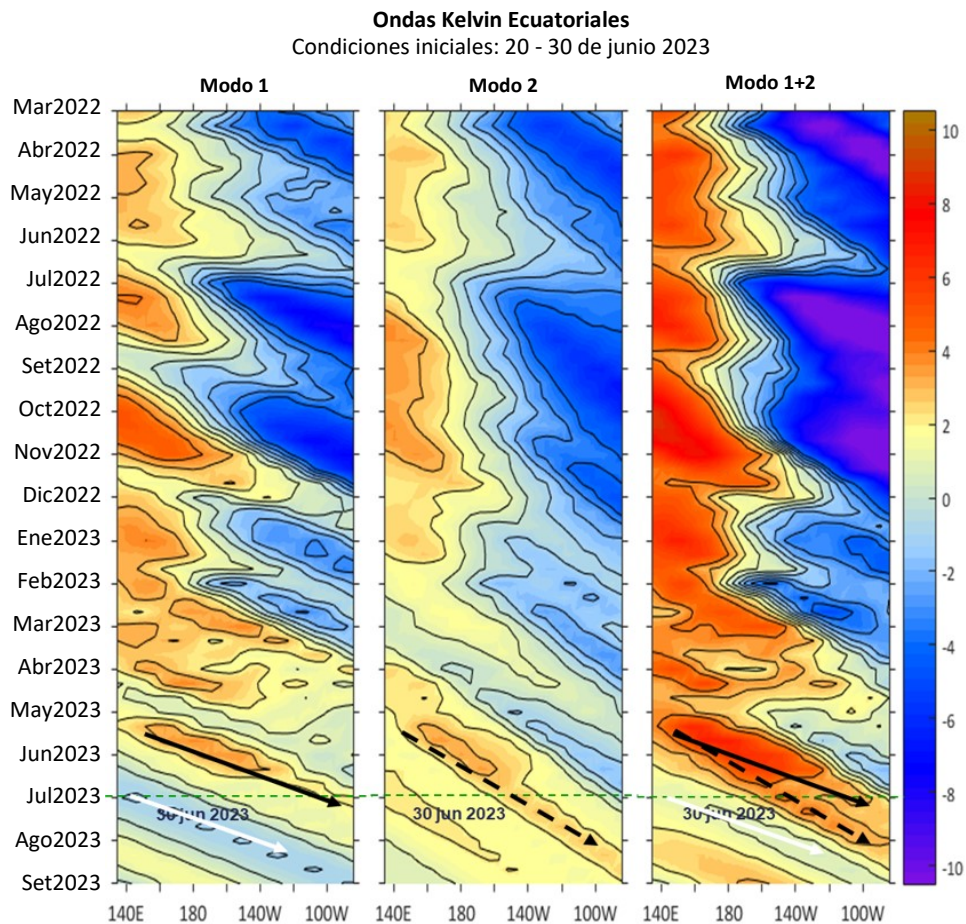 Ondas Kelvin Ecuatoriales
Condiciones iniciales: 20 - 30 de junio 2023
Modo 1
Modo 2
Modo 1+2
Mar2022
Abr2022
May2022
Jun2022
Jul2022
Ago2022
Set2022
Oct2022
Nov2022
Dic2022
Ene2023
Feb2023
Mar2023
Abr2023
May2023
Jun2023
Jul2023
Ago2023
Set2023
30 jun 2023
30 jun 2023
30 jun 2023
140E 180 140W 100W
140E 180 140W 100W
140E 180 140W 100W
10
8
6
4
2
0
-2
-4
-6
-8
-10